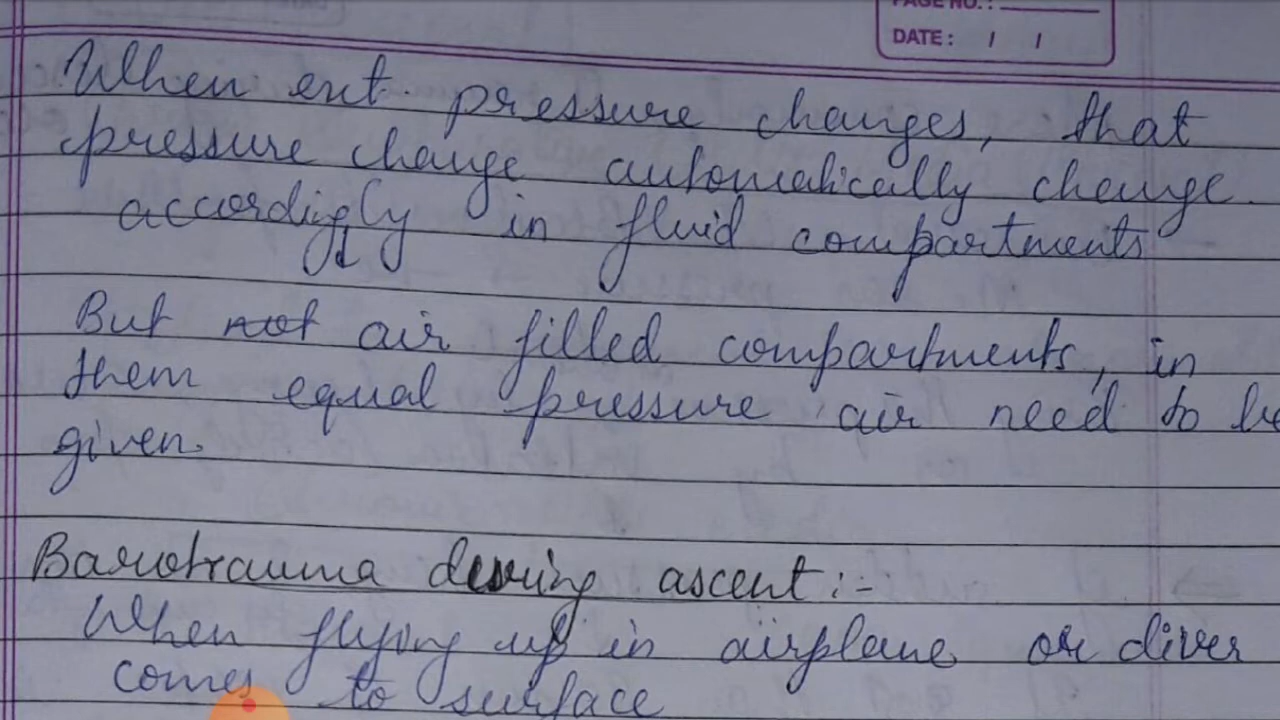 PAGE NO.:
DATE: / /
When ext. pressure changes, that
pressure change automatically change
accordingly in fluid compartments
But not air filled compartments, in
them equal pressure air need to be
given.
Barotrauma during ascent :-
When flying up in airplane or diver
comes to surface